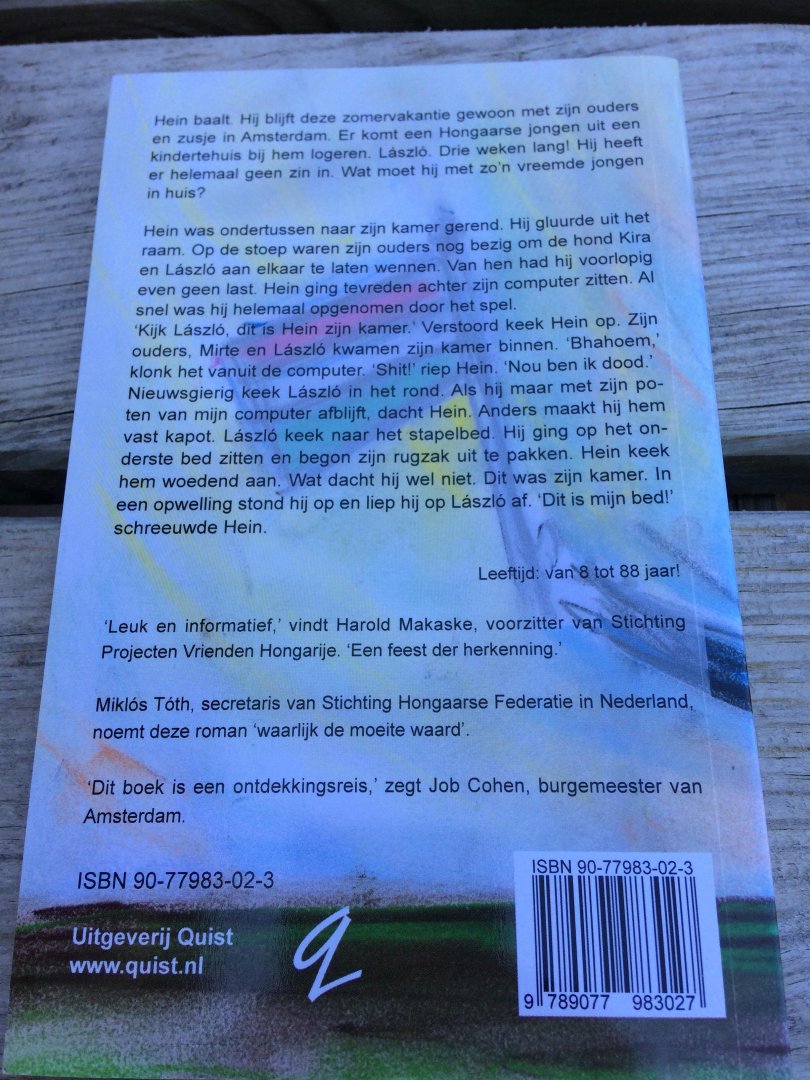 Hein baalt. Hij blijft deze zomervakantie gewoon met zijn ouders
en zusje in Amsterdam. Er komt een Hongaarse jongen uit een
kindertehuis bij hem logeren. László. Drie weken lang! Hij heeft
er helemaal geen zin in. Wat moet hij met zo'n vreemde jongen
in huis?
Hein was ondertussen naar zijn kamer gerend. Hij gluurde uit het
raam. Op de stoep waren zijn ouders nog bezig om de hond Kira
en László aan elkaar te laten wennen. Van hen had hij voorlopig
even geen last. Hein ging tevreden achter zijn computer zitten. Al
snel was hij helemaal opgenomen door het spel.
‘Kijk László, dit is Hein zijn kamer.’ Verstoord keek Hein op. Zijn
ouders, Mirte en László kwamen zijn kamer binnen. ‘Bhahoem,’
klonk het vanuit de computer. ‘Shit!’ riep Hein. ‘Nou ben ik dood.’
Nieuwsgierig keek László in het rond. Als hij maar met zijn po-
ten van mijn computer afblijft, dacht Hein. Anders maakt hij hem
vast kapot. László keek naar het stapelbed. Hij ging op het on-
derste bed zitten en begon zijn rugzak uit te pakken. Hein keek
hem woedend aan. Wat dacht hij wel niet. Dit was zijn kamer. In
een opwelling stond hij op en liep hij op László af. ‘Dit is mijn bed!’
schreeuwde Hein.
Leeftijd: van 8 tot 88 jaar!
‘Leuk en informatief,’ vindt Harold Makaske, voorzitter van Stichting
Projecten Vrienden Hongarije. ‘Een feest der herkenning.’
Miklós Tóth, secretaris van Stichting Hongaarse Federatie in Nederland,
noemt deze roman ‘waarlijk de moeite waard’.
‘Dit boek is een ontdekkingsreis,’ zegt Job Cohen, burgemeester van
Amsterdam.
ISBN 90-77983-02-3
Uitgeverij Quist
www.quist.nl
q
ISBN 90-77983-02-3
9 789077 983027